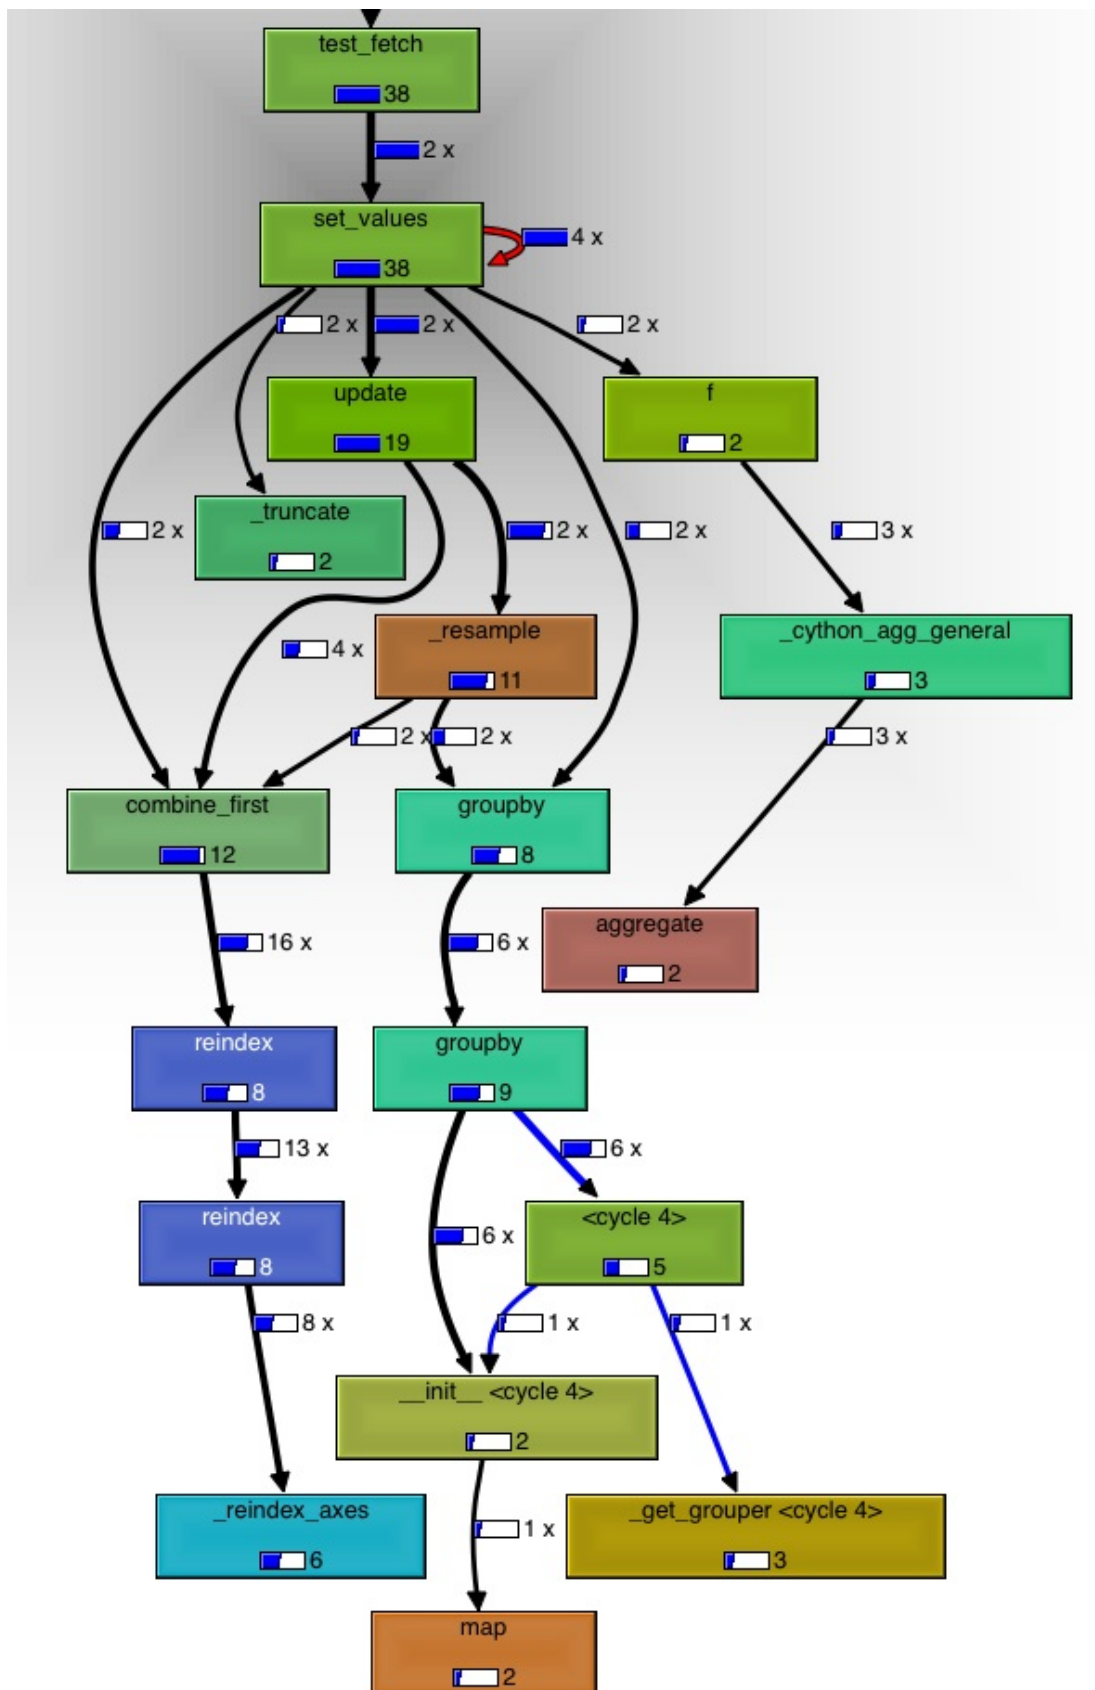 test_fetch
38
2 x
set_values
38
4 x
2 x
2 x
2 x
update
19
f
2
_truncate
2
2 x
2 x
2 x
3 x
_resample
11
_cython_agg_general
3
4 x
2 x
2 x
3 x
combine_first
12
groupby
8
aggregate
2
16 x
6 x
reindex
8
groupby
9
13 x
6 x
reindex
8
<cycle 4>
5
6 x
8 x
1 x
1 x
__init__ <cycle 4>
2
_reindex_axes
6
1 x
_get_grouper <cycle 4>
3
map
2